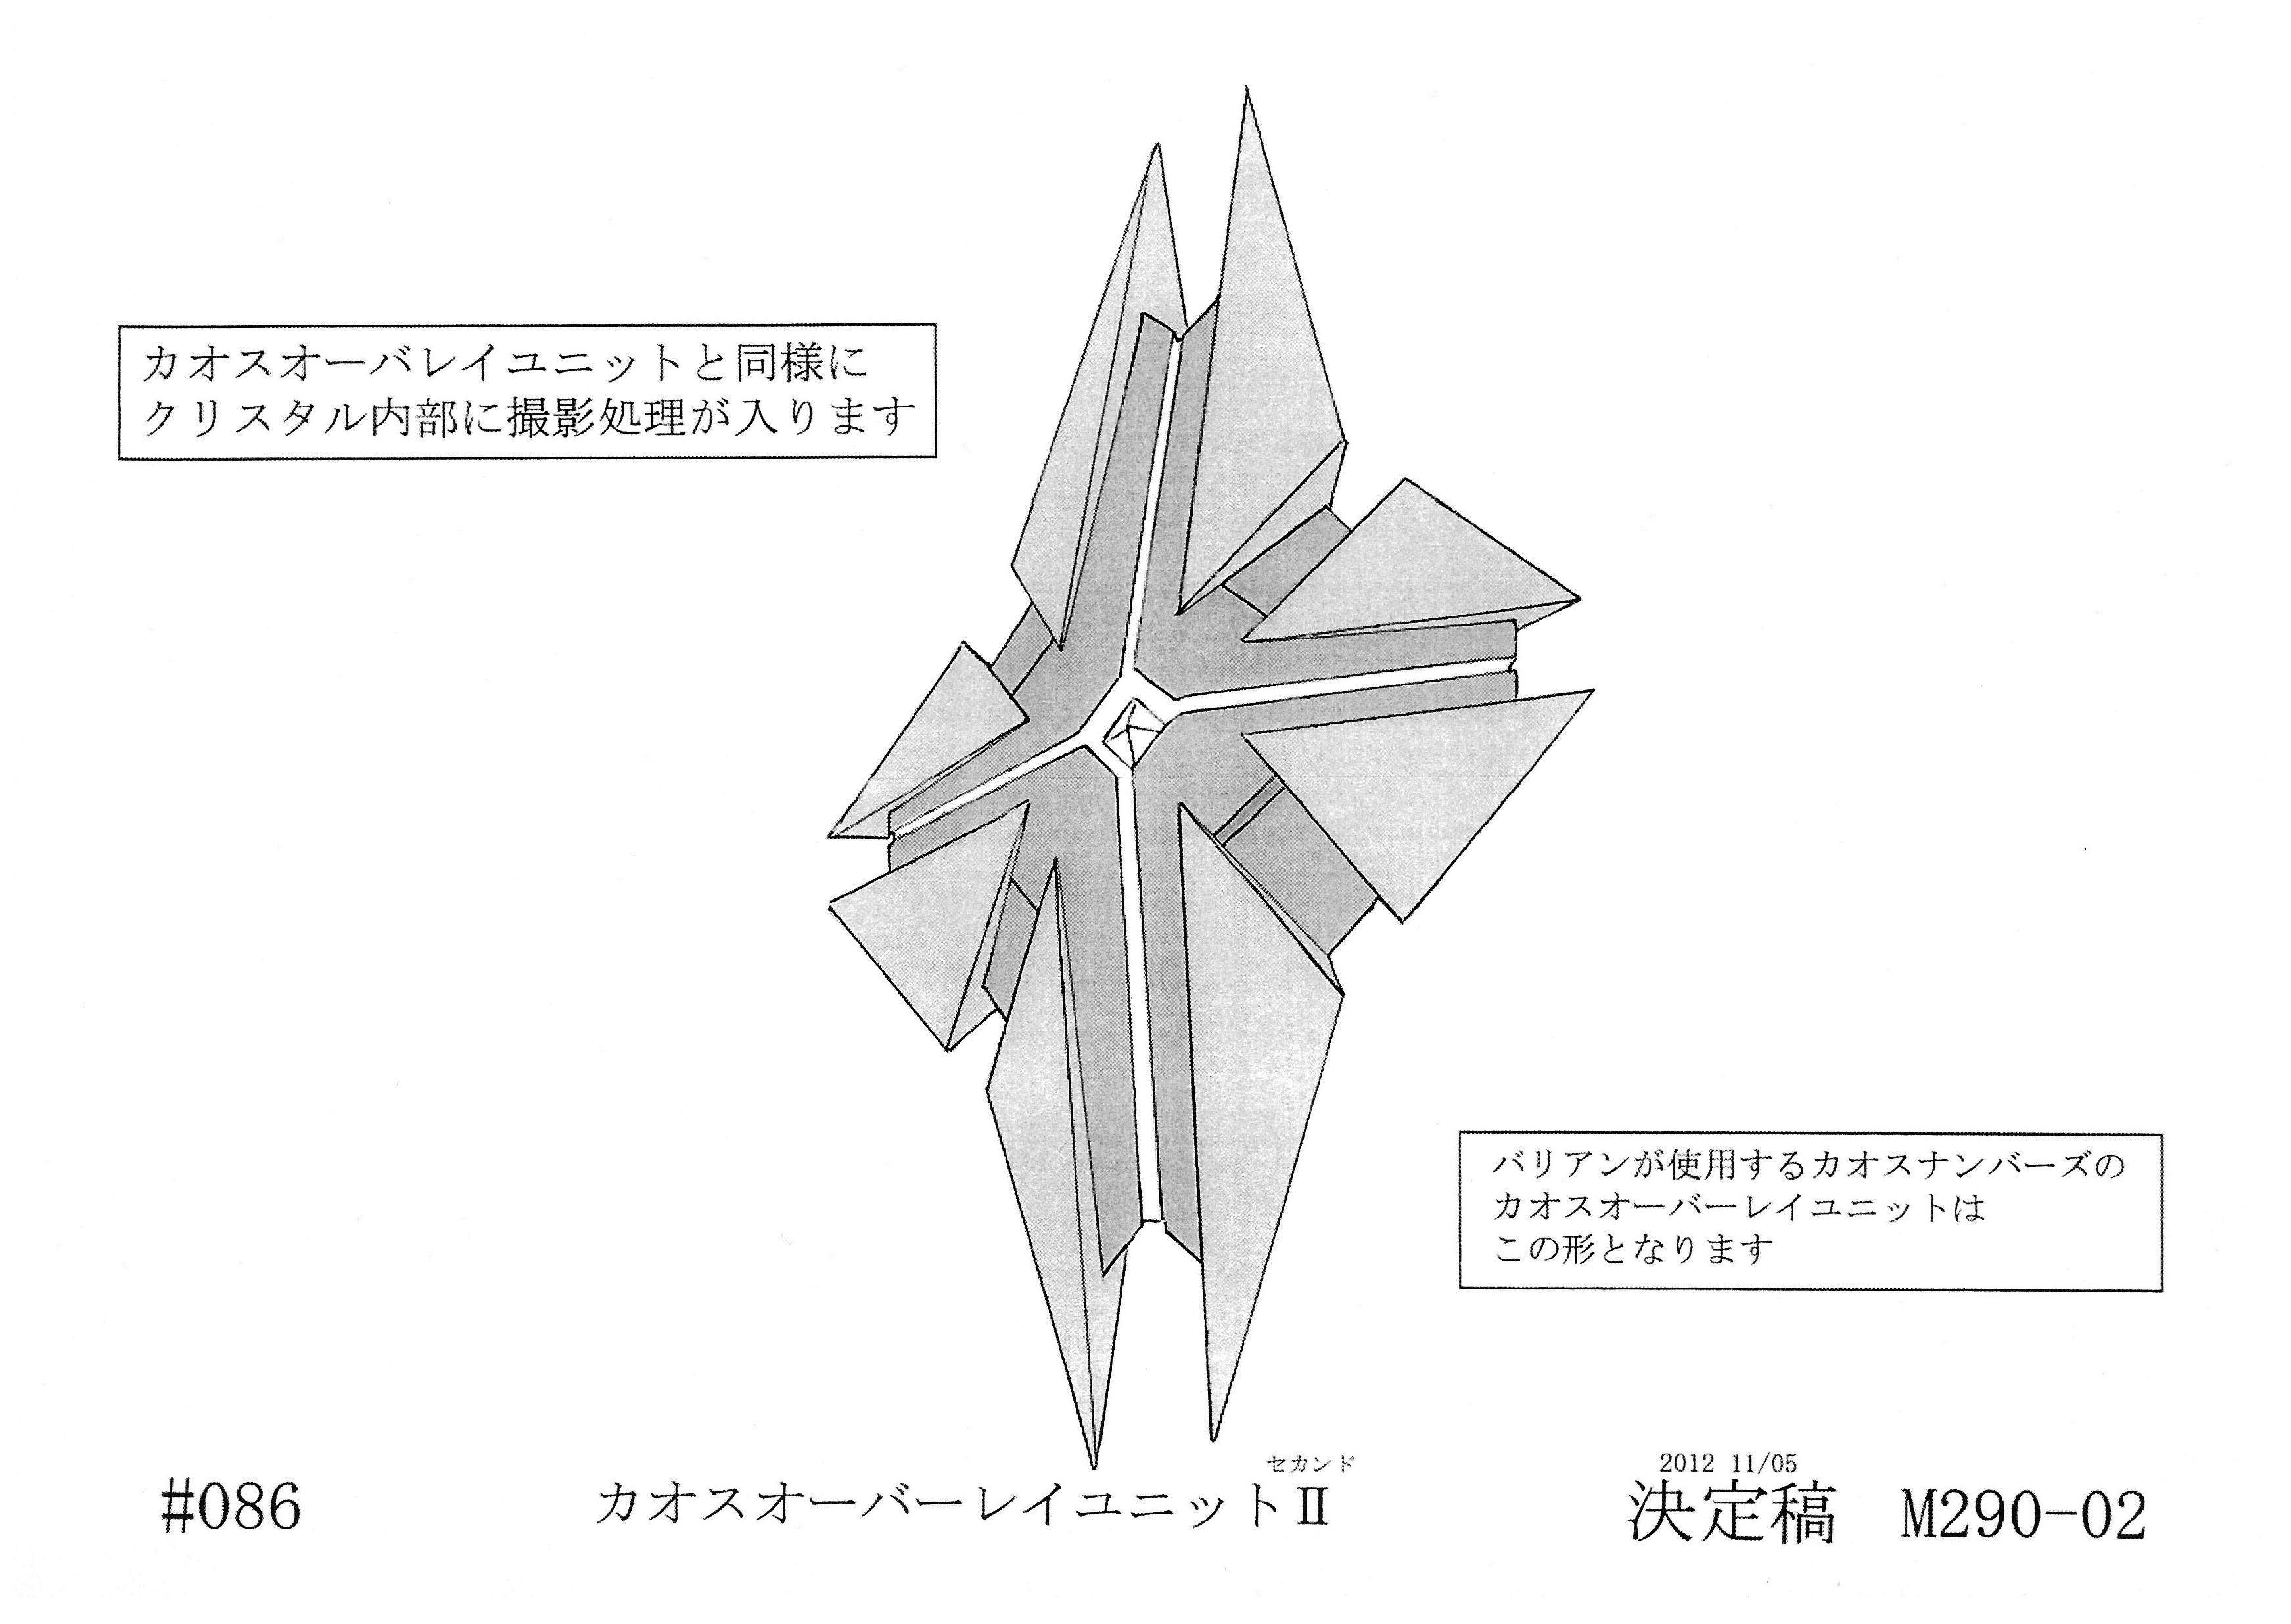 カオスオーバレイユニットと同様に
クリスタル内部に撮影処理が入ります
バリアンが使用するカオスナンバーズの
カオスオーバーレイユニットは
この形となります
#086
セカンド
カオスオーバーレイユニットⅡ
2012 11/05
決定稿 M290-02